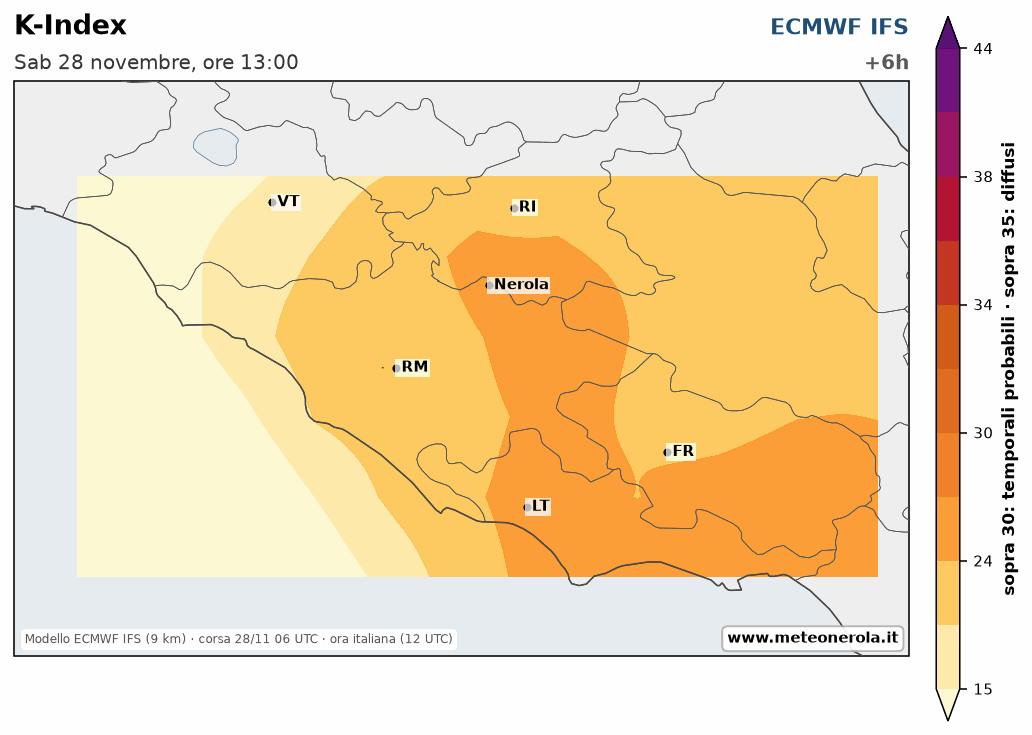 K-Index
ECMWF IFS
Sab 28 novembre, ore 13:00
+6h
VT
RI
Nerola
RM
FR
LT
Modello ECMWF IFS (9 km) · corsa 28/11 06 UTC · ora italiana (12 UTC)
www.meteonerola.it
44
38
34
30
24
15
sopra 30: temporali probabili · sopra 35: diffusi